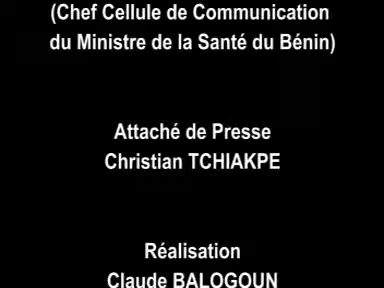 (Chef Cellule de Communication
du Ministre de la Santé du Bénin)
Attaché de Presse
Christian TCHIAKPE
Réalisation
Claude BALOGOUN